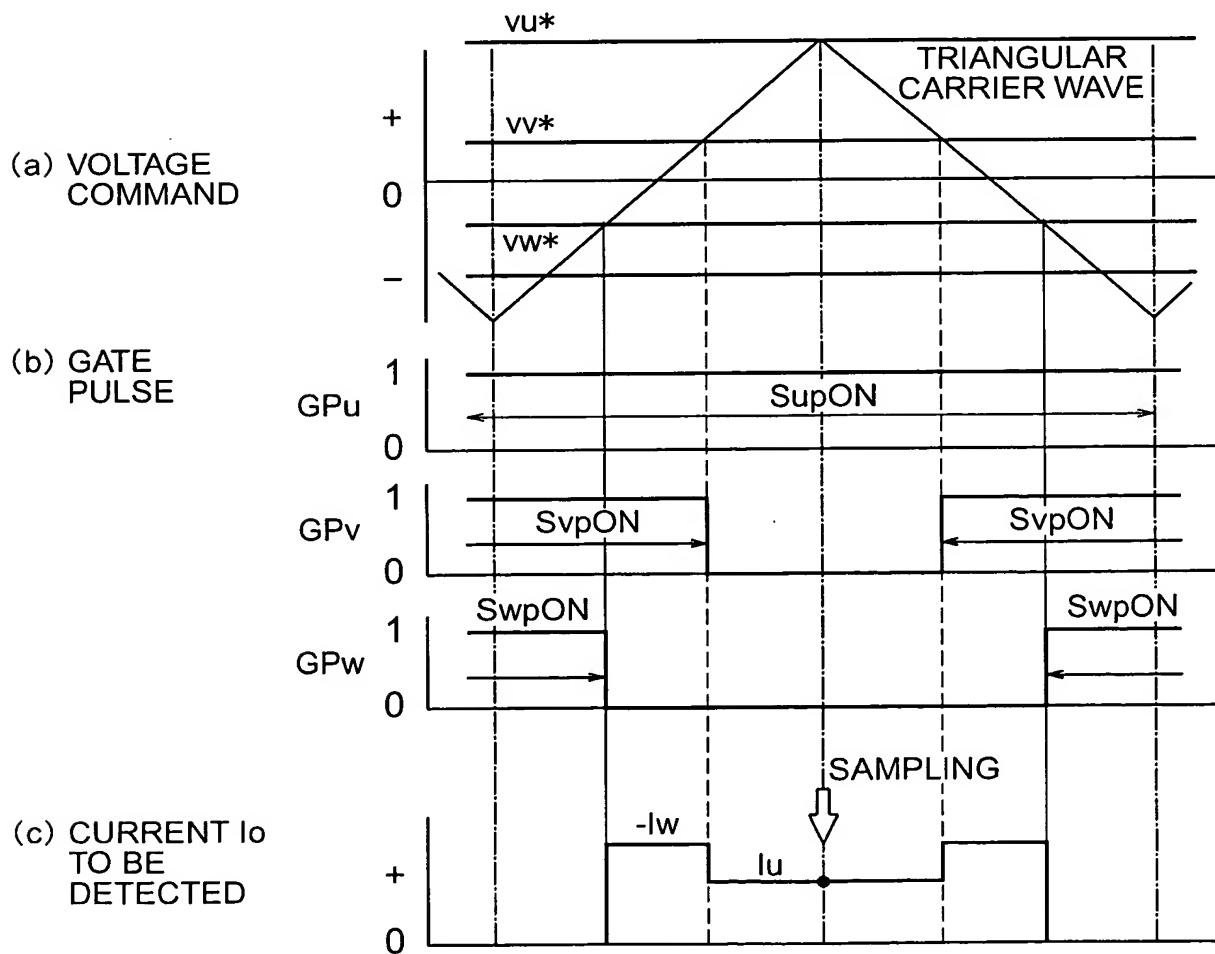 vu*
TRIANGULAR
CARRIER WAVE
+
vv*
(a) VOLTAGE
COMMAND
0
vw*
−
(b) GATE
PULSE
1
GPu
SupON
0
1
GPv
SvpON
SvpON
0
SwpON
SwpON
1
GPw
0
SAMPLING
(c) CURRENT Io
TO BE
DETECTED
-Iw
+
Iu
0